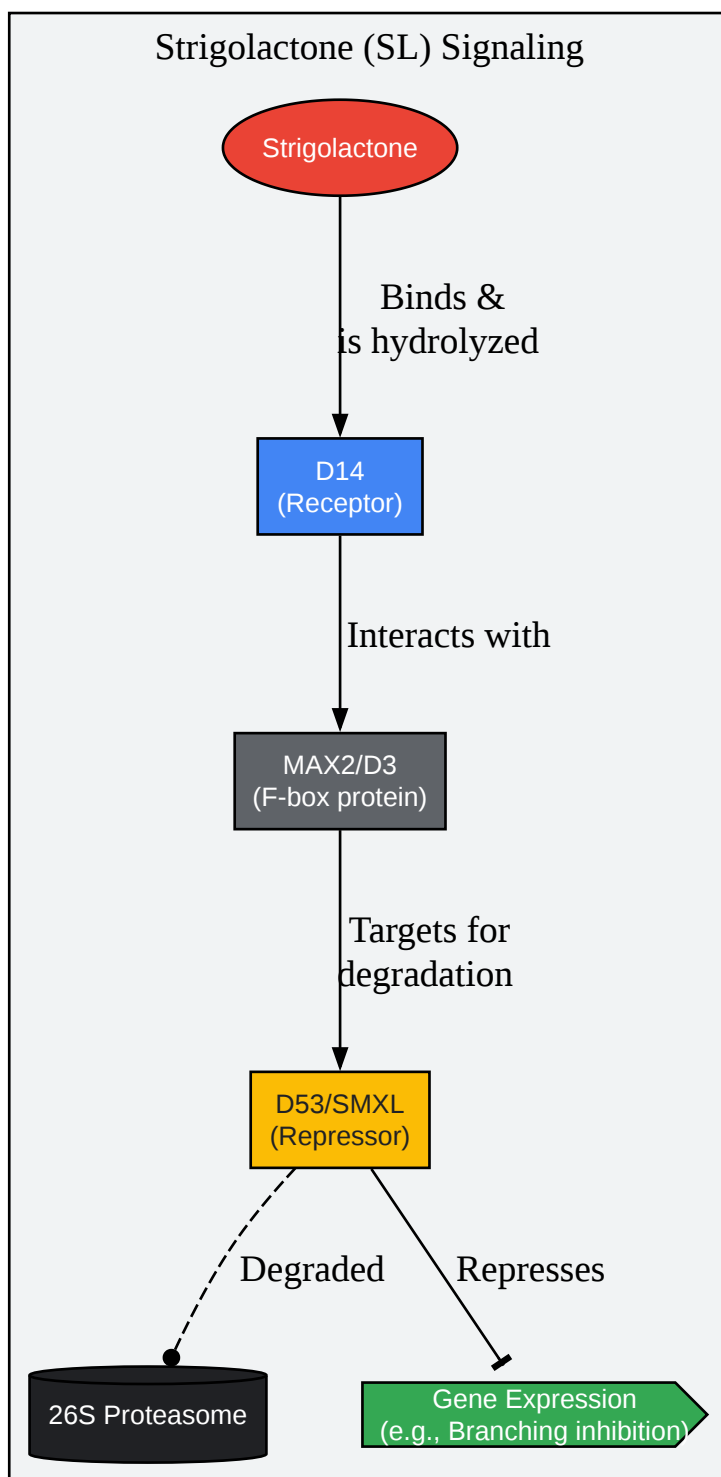 Strigolactone (SL) Signaling
Strigolactone
Binds &
is hydrolyzed
D14
(Receptor)
Interacts with
MAX2/D3
(F-box protein)
Targets for
degradation
D53/SMXL
(Repressor)
Degraded
Represses
26S Proteasome
Gene Expression
(e.g., Branching inhibition)